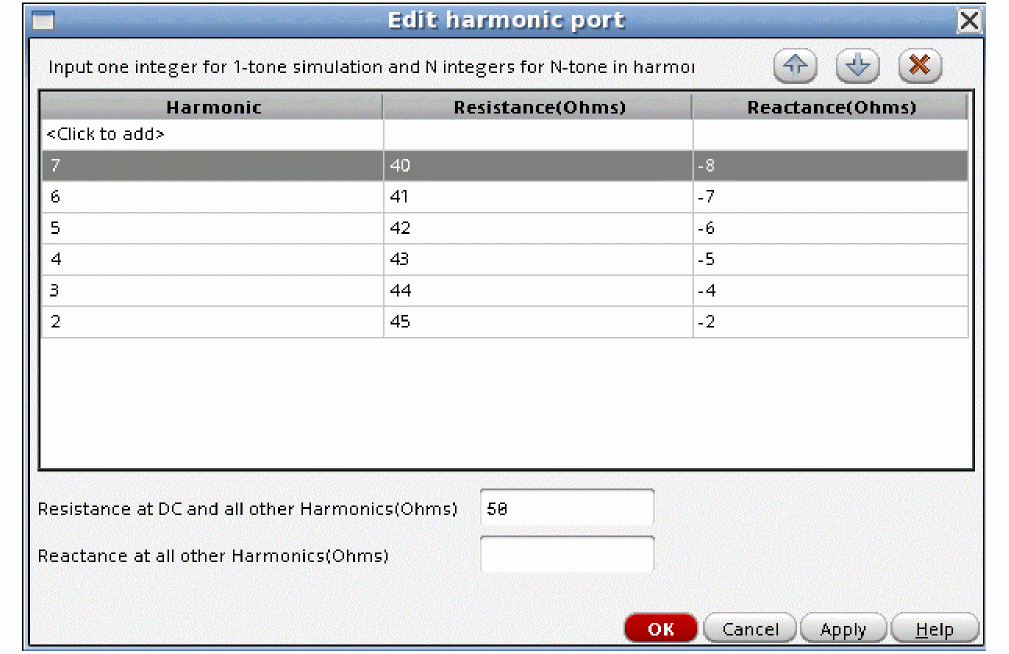 Edit harmonic port
Input one integer for 1-tone simulation and N integers for N-tone in harmor
Harmonic Resistance(Ohms) Reactance(Ohms)
<Click to add>
7 40 -8
6 41 -7
5 42 -6
4 43 -5
3 44 -4
2 45 -2
Resistance at DC and all other Harmonics(Ohms) 50
Reactance at all other Harmonics(Ohms)
OK Cancel Apply Help